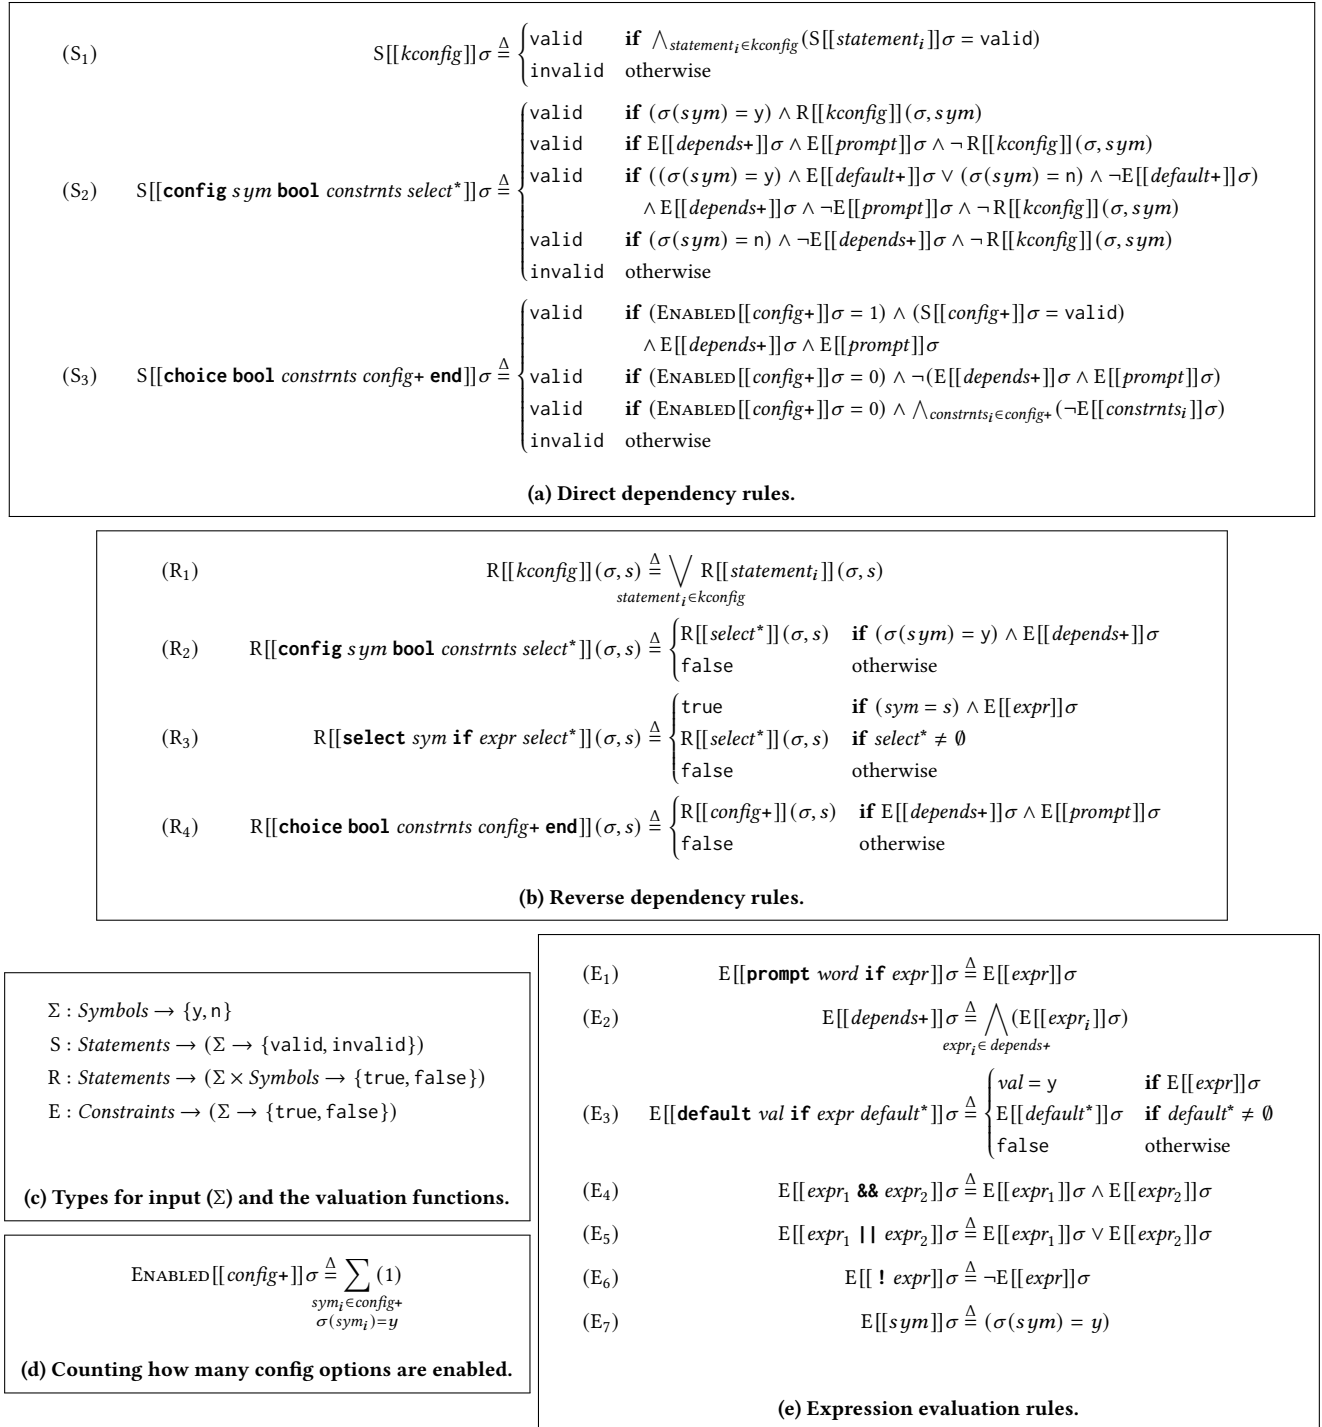 (S₁) S[[kconfig]]σ ≜ { valid if ⋀statementᵢ∈kconfig(S[[statementᵢ]]σ = valid)
invalid otherwise
valid if (σ(sym) = y) ∧ R[[kconfig]](σ, sym)
valid if E[[depends+]]σ ∧ E[[prompt]]σ ∧ ¬ R[[kconfig]](σ, sym)
(S₂) S[[config sym bool constrnts select*]]σ ≜ { valid if ((σ(sym) = y) ∧ E[[default+]]σ ∨ (σ(sym) = n) ∧ ¬E[[default+]]σ)
∧ E[[depends+]]σ ∧ ¬E[[prompt]]σ ∧ ¬ R[[kconfig]](σ, sym)
valid if (σ(sym) = n) ∧ ¬E[[depends+]]σ ∧ ¬ R[[kconfig]](σ, sym)
invalid otherwise
valid if (ENABLED[[config+]]σ = 1) ∧ (S[[config+]]σ = valid)
∧ E[[depends+]]σ ∧ E[[prompt]]σ
(S₃) S[[choice bool constrnts config+ end]]σ ≜ { valid if (ENABLED[[config+]]σ = 0) ∧ ¬(E[[depends+]]σ ∧ E[[prompt]]σ)
valid if (ENABLED[[config+]]σ = 0) ∧ ⋀constrntsᵢ∈config+(¬E[[constrntsᵢ]]σ)
invalid otherwise
(a) Direct dependency rules.
(R₁) R[[kconfig]](σ, s) ≜ ⋁ R[[statementᵢ]](σ, s)
statementᵢ∈kconfig
(R₂) R[[config sym bool constrnts select*]](σ, s) ≜ { R[[select*]](σ, s) if (σ(sym) = y) ∧ E[[depends+]]σ
false otherwise
true if (sym = s) ∧ E[[expr]]σ
(R₃) R[[select sym if expr select*]](σ, s) ≜ { R[[select*]](σ, s) if select* ≠ ∅
false otherwise
(R₄) R[[choice bool constrnts config+ end]](σ, s) ≜ { R[[config+]](σ, s) if E[[depends+]]σ ∧ E[[prompt]]σ
false otherwise
(b) Reverse dependency rules.
Σ : Symbols → {y, n}
S : Statements → (Σ → {valid, invalid})
R : Statements → (Σ × Symbols → {true, false})
E : Constraints → (Σ → {true, false})
(c) Types for input (Σ) and the valuation functions.
ENABLED[[config+]]σ ≜ ∑ (1)
symᵢ∈config+
σ(symᵢ)=y
(d) Counting how many config options are enabled.
(E₁) E[[prompt word if expr]]σ ≜ E[[expr]]σ
(E₂) E[[depends+]]σ ≜ ⋀ (E[[exprᵢ]]σ)
exprᵢ∈ depends+
val = y if E[[expr]]σ
(E₃) E[[default val if expr default*]]σ ≜ { E[[default*]]σ if default* ≠ ∅
false otherwise
(E₄) E[[expr₁ && expr₂]]σ ≜ E[[expr₁]]σ ∧ E[[expr₂]]σ
(E₅) E[[expr₁ || expr₂]]σ ≜ E[[expr₁]]σ ∨ E[[expr₂]]σ
(E₆) E[[ ! expr]]σ ≜ ¬E[[expr]]σ
(E₇) E[[sym]]σ ≜ (σ(sym) = y)
(e) Expression evaluation rules.